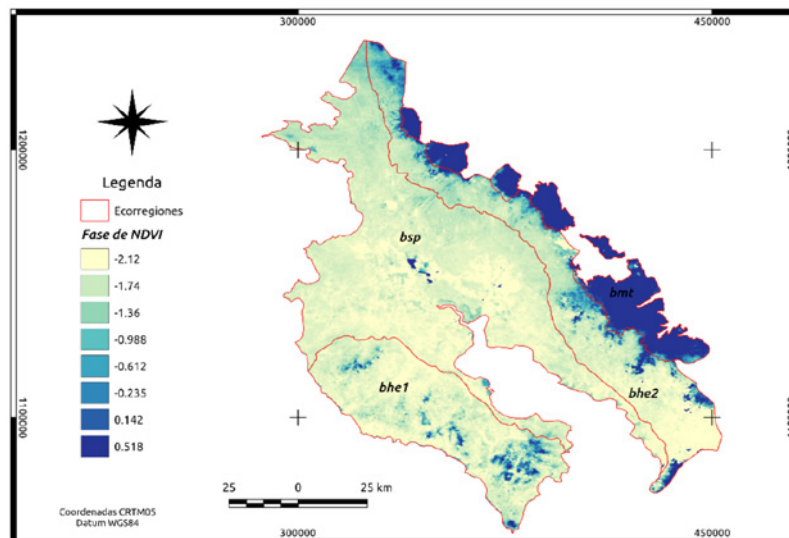 300000
450000
1200000
Legenda
Ecorregiones
Fase de NDVI
-2.12
-1.74
-1.36
-0.988
-0.612
-0.235
0.142
0.518
bsp
bmt
bhe1
bhe2
1100000
25 0 25 km
Coordenadas CRTM05
Datum WGS84
300000
450000